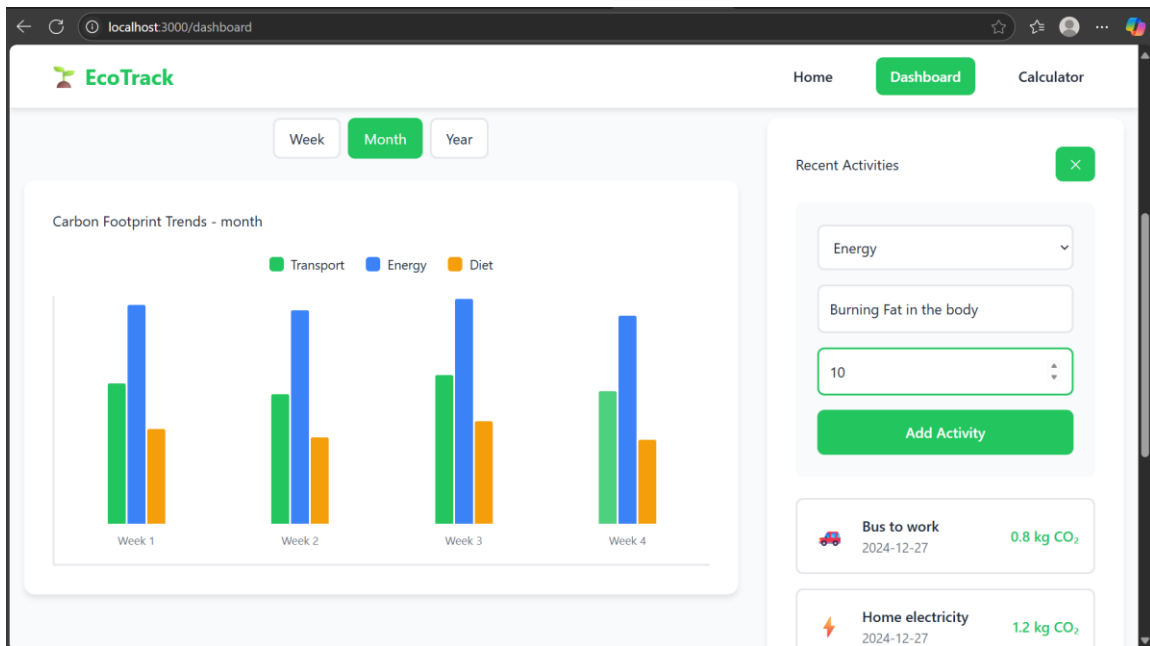 localhost:3000/dashboard
EcoTrack
Home
Dashboard
Calculator
Week
Month
Year
Carbon Footprint Trends - month
Transport
Energy
Diet
Week 1
Week 2
Week 3
Week 4
Recent Activities
Energy
Burning Fat in the body
10
Add Activity
Bus to work
2024-12-27
0.8 kg CO₂
Home electricity
2024-12-27
1.2 kg CO₂